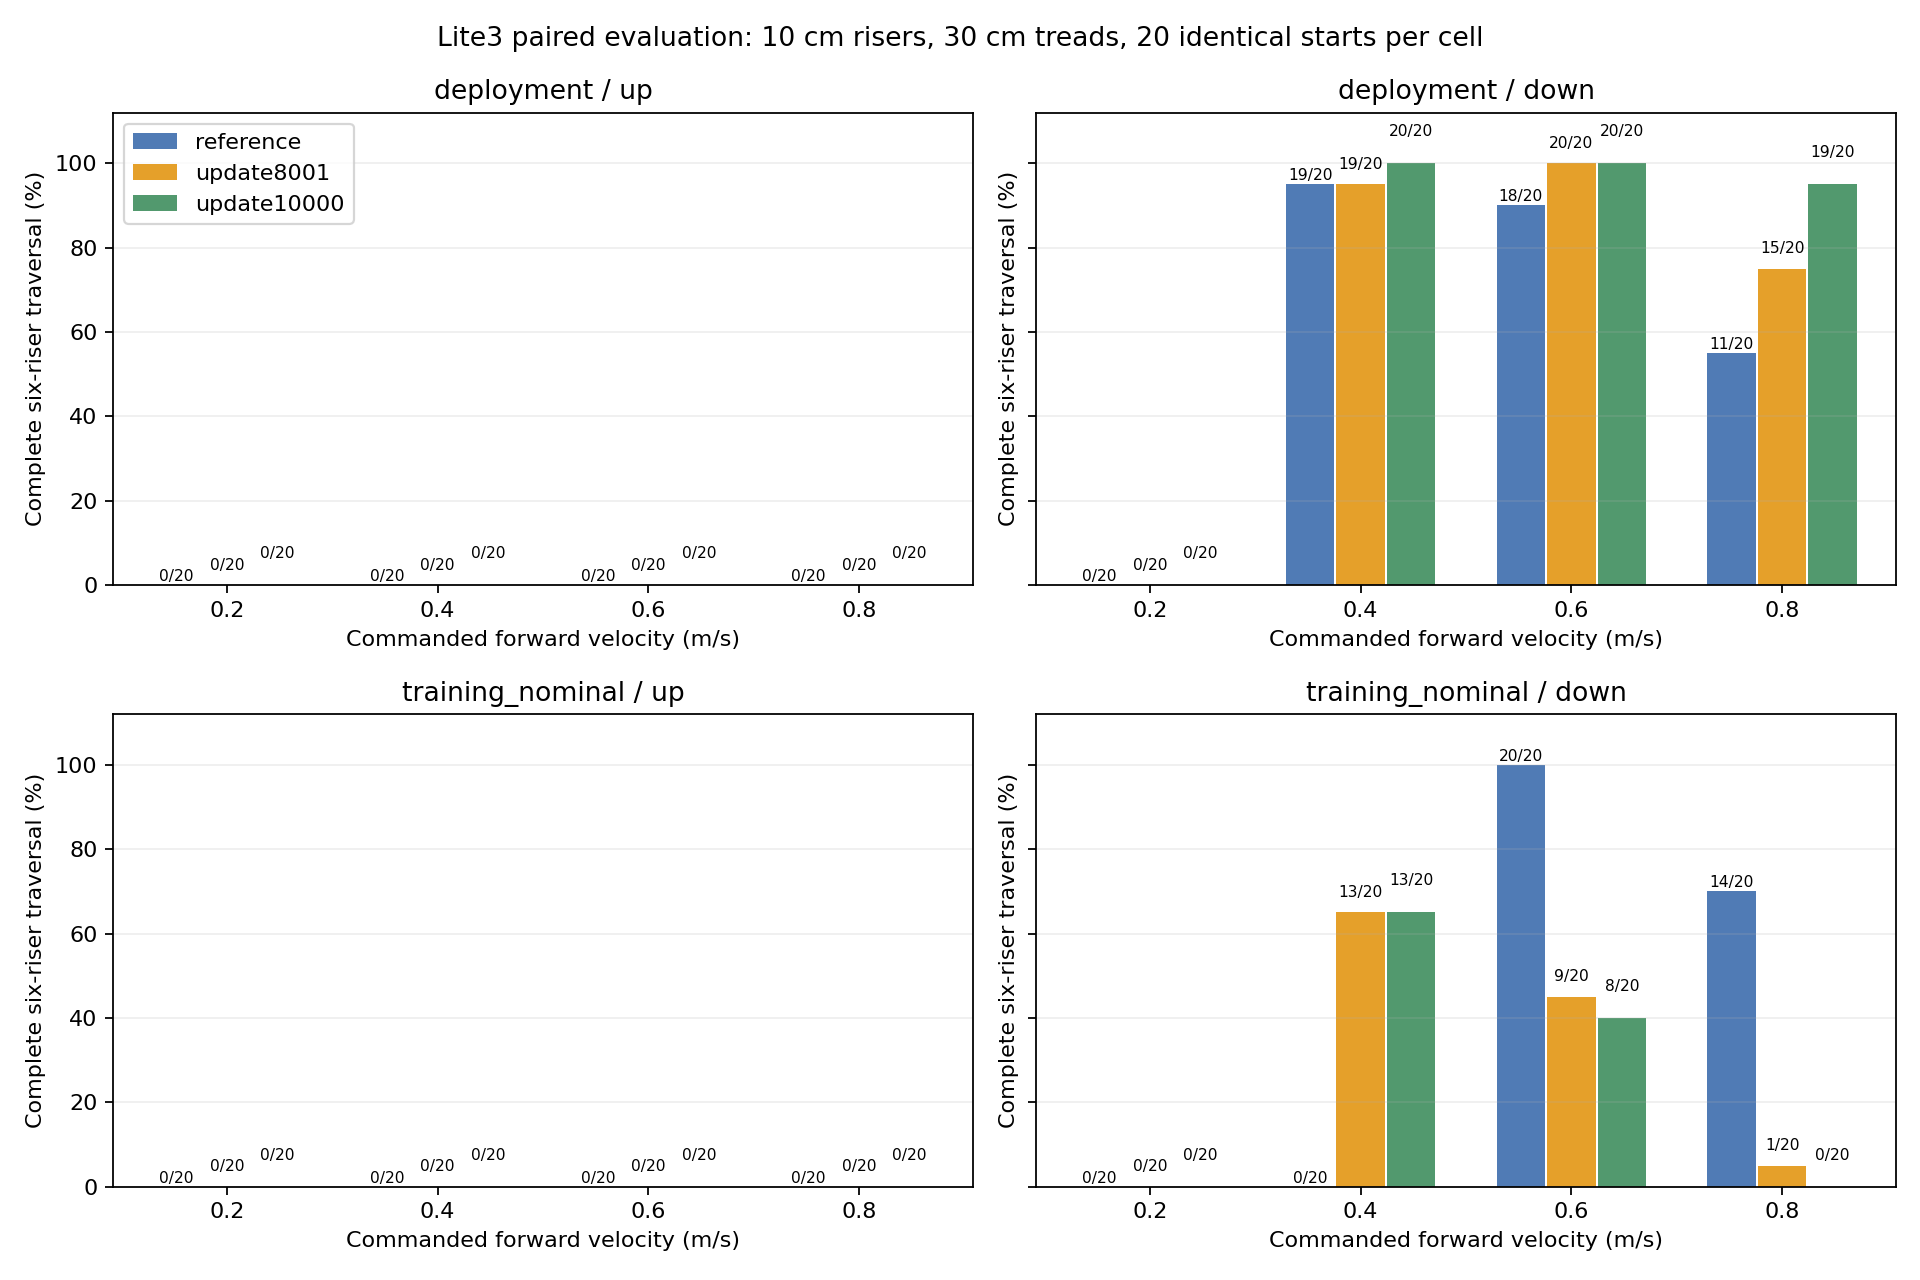 Lite3 paired evaluation: 10 cm risers, 30 cm treads, 20 identical starts per cell
deployment / up
reference
update8001
update10000
Complete six-riser traversal (%)
100
80
60
40
20
0
0/20 0/20 0/20 0/20 0/20 0/20 0/20 0/20 0/20 0/20 0/20 0/20
0.2 0.4 0.6 0.8
Commanded forward velocity (m/s)
deployment / down
Complete six-riser traversal (%)
0/20 0/20 0/20 19/20 19/20 20/20 18/20 20/20 20/20 11/20 15/20 19/20
0.2 0.4 0.6 0.8
Commanded forward velocity (m/s)
training_nominal / up
Complete six-riser traversal (%)
100
80
60
40
20
0
0/20 0/20 0/20 0/20 0/20 0/20 0/20 0/20 0/20 0/20 0/20 0/20
0.2 0.4 0.6 0.8
Commanded forward velocity (m/s)
training_nominal / down
Complete six-riser traversal (%)
0/20 0/20 0/20 0/20 13/20 13/20 20/20 9/20 8/20 14/20 1/20 0/20
0.2 0.4 0.6 0.8
Commanded forward velocity (m/s)